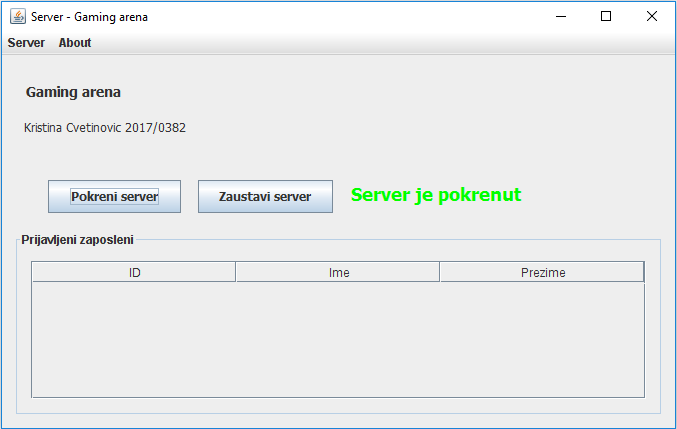 Server - Gaming arena
Server About
Gaming arena
Kristina Cvetinovic 2017/0382
Pokreni server Zaustavi server Server je pokrenut
Prijavljeni zaposleni
ID Ime Prezime